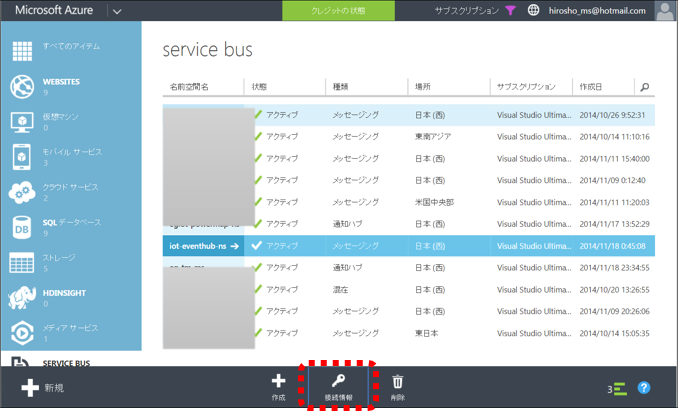 Microsoft Azure
クレジットの状態
サブスクリプション
hirosho_ms@hotmail.com
すべてのアイテム
WEBSITES
9
仮想マシン
0
モバイル サービス
3
クラウド サービス
2
SQL データベース
9
DB
ストレージ
5
HDINSIGHT
0
メディア サービス
1
SERVICE BUS
service bus
名前空間名 状態 種類 場所 サブスクリプション 作成日
アクティブ メッセージング 日本 (西) Visual Studio Ultima... 2014/10/26 9:52:31
アクティブ メッセージング 東南アジア Visual Studio Ultima... 2014/10/14 11:10:16
アクティブ メッセージング 日本 (西) Visual Studio Ultima... 2014/11/11 15:40:00
アクティブ メッセージング 日本 (西) Visual Studio Ultima... 2014/11/09 0:12:40
アクティブ メッセージング 米国中央部 Visual Studio Ultima... 2014/11/11 11:20:03
アクティブ 通知ハブ 日本 (西) Visual Studio Ultima... 2014/11/17 13:52:29
iot-eventhub-ns アクティブ メッセージング 日本 (西) Visual Studio Ultima... 2014/11/18 0:45:08
アクティブ 通知ハブ 日本 (西) Visual Studio Ultima... 2014/11/18 23:34:55
アクティブ 混在 日本 (西) Visual Studio Ultima... 2014/10/20 13:26:55
アクティブ メッセージング 日本 (西) Visual Studio Ultima... 2014/11/09 20:26:06
アクティブ メッセージング 東日本 Visual Studio Ultima... 2014/10/14 15:05:35
新規
作成
接続情報
削除
3
?